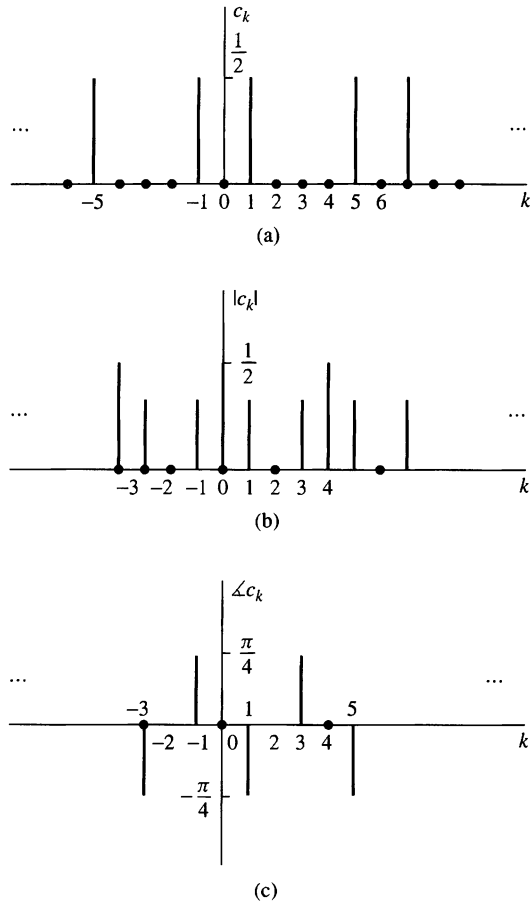 c_k
1/2
... ...
−5 −1 0 1 2 3 4 5 6 k
(a)
|c_k|
1/2
... ...
−3 −2 −1 0 1 2 3 4 k
(b)
∡c_k
π/4
... ...
−3 1 5
−2 −1 0 2 3 4 k
−π/4
(c)